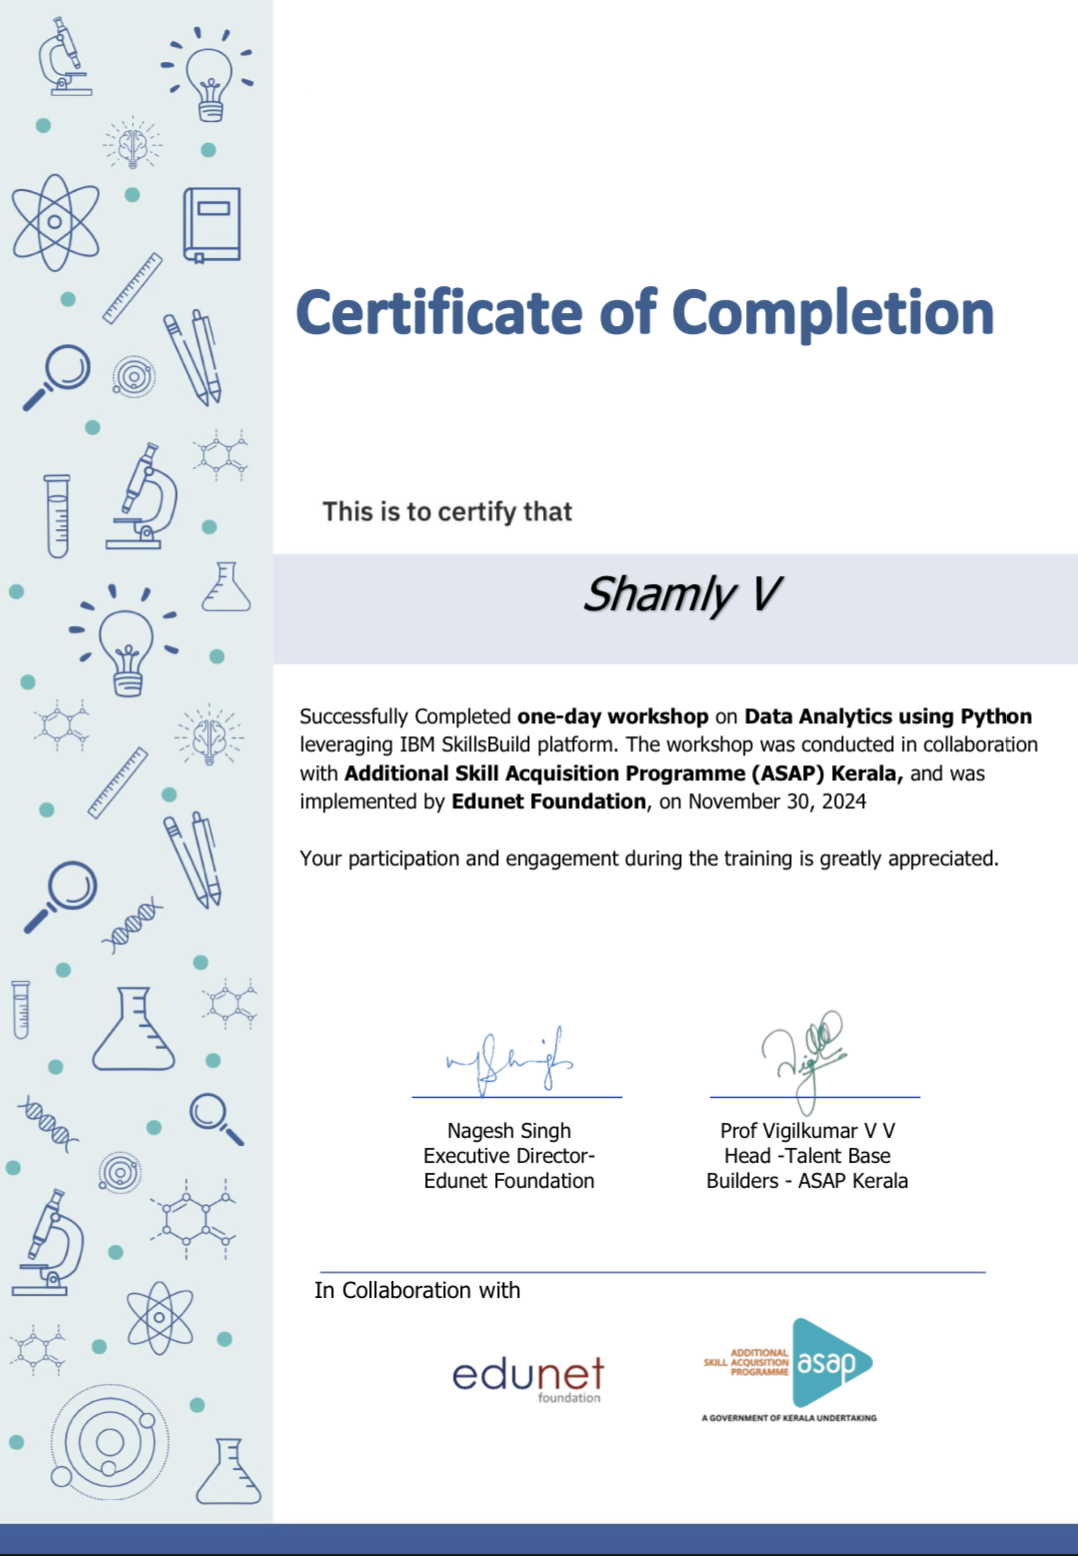 Certificate of Completion
This is to certify that
Shamly V
Successfully Completed one-day workshop on Data Analytics using Python
leveraging IBM SkillsBuild platform. The workshop was conducted in collaboration
with Additional Skill Acquisition Programme (ASAP) Kerala, and was
implemented by Edunet Foundation, on November 30, 2024
Your participation and engagement during the training is greatly appreciated.
Nagesh Singh
Executive Director-
Edunet Foundation
Prof Vigilkumar V V
Head -Talent Base
Builders - ASAP Kerala
In Collaboration with
edunet
foundation
ADDITIONAL
SKILL ACQUISITION
PROGRAMME
asap
A GOVERNMENT OF KERALA UNDERTAKING